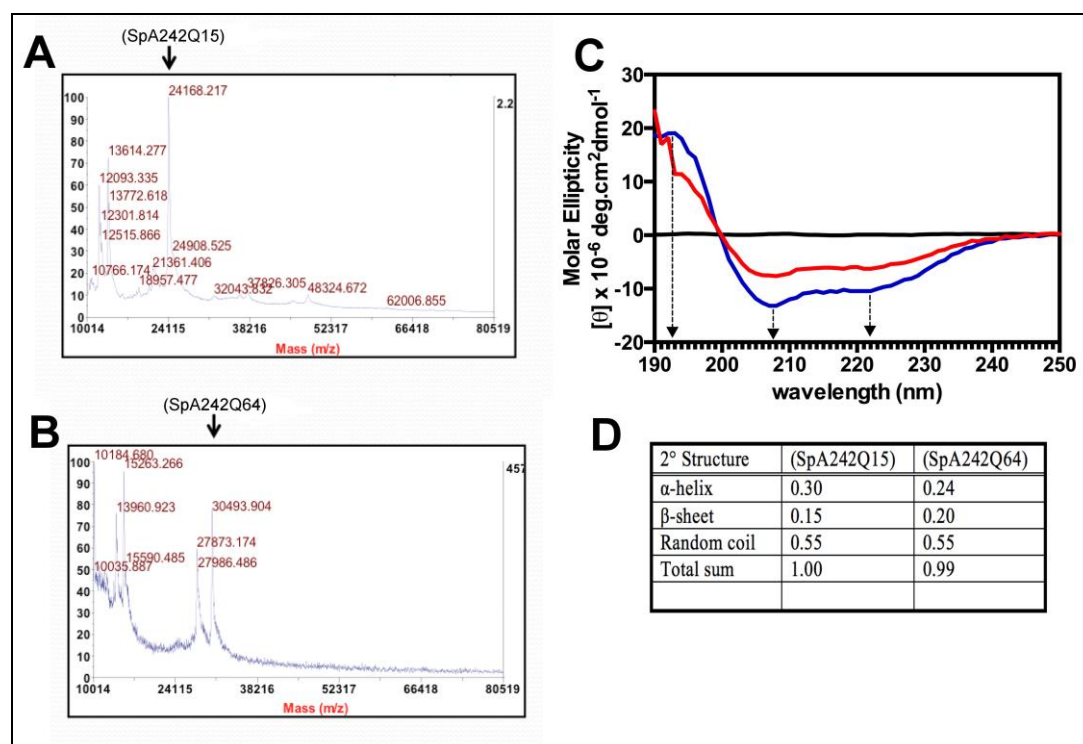 A
(SpA242Q15)
100
90
80
70
60
50
40
30
20
10
0
24168.217
2.2
13614.277
12093.335
13772.618
12301.814
12515.866
24908.525
21361.406
10766.174
18957.477
37826.305
32043.832
48324.672
62006.855
10014 24115 38216 52317 66418 80519
Mass (m/z)
B
(SpA242Q64)
100
90
80
70
60
50
40
30
20
10
0
10184.680
15263.266
457
13960.923
30493.904
27873.174
15590.485
27986.486
10035.887
10014 24115 38216 52317 66418 80519
Mass (m/z)
C
Molar Ellipticity
[θ] x 10⁻⁶ deg.cm²dmol⁻¹
30
20
10
0
-10
-20
190 200 210 220 230 240 250
wavelength (nm)
D
2° Structure (SpA242Q15) (SpA242Q64)
α-helix 0.30 0.24
β-sheet 0.15 0.20
Random coil 0.55 0.55
Total sum 1.00 0.99